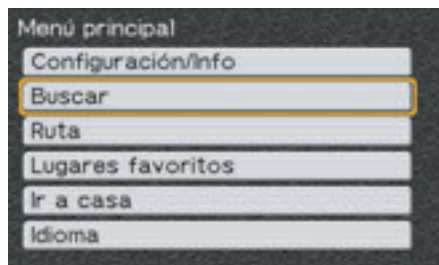 Menú principal
Configuración/Info
Buscar
Ruta
Lugares favoritos
Ir a casa
Idioma